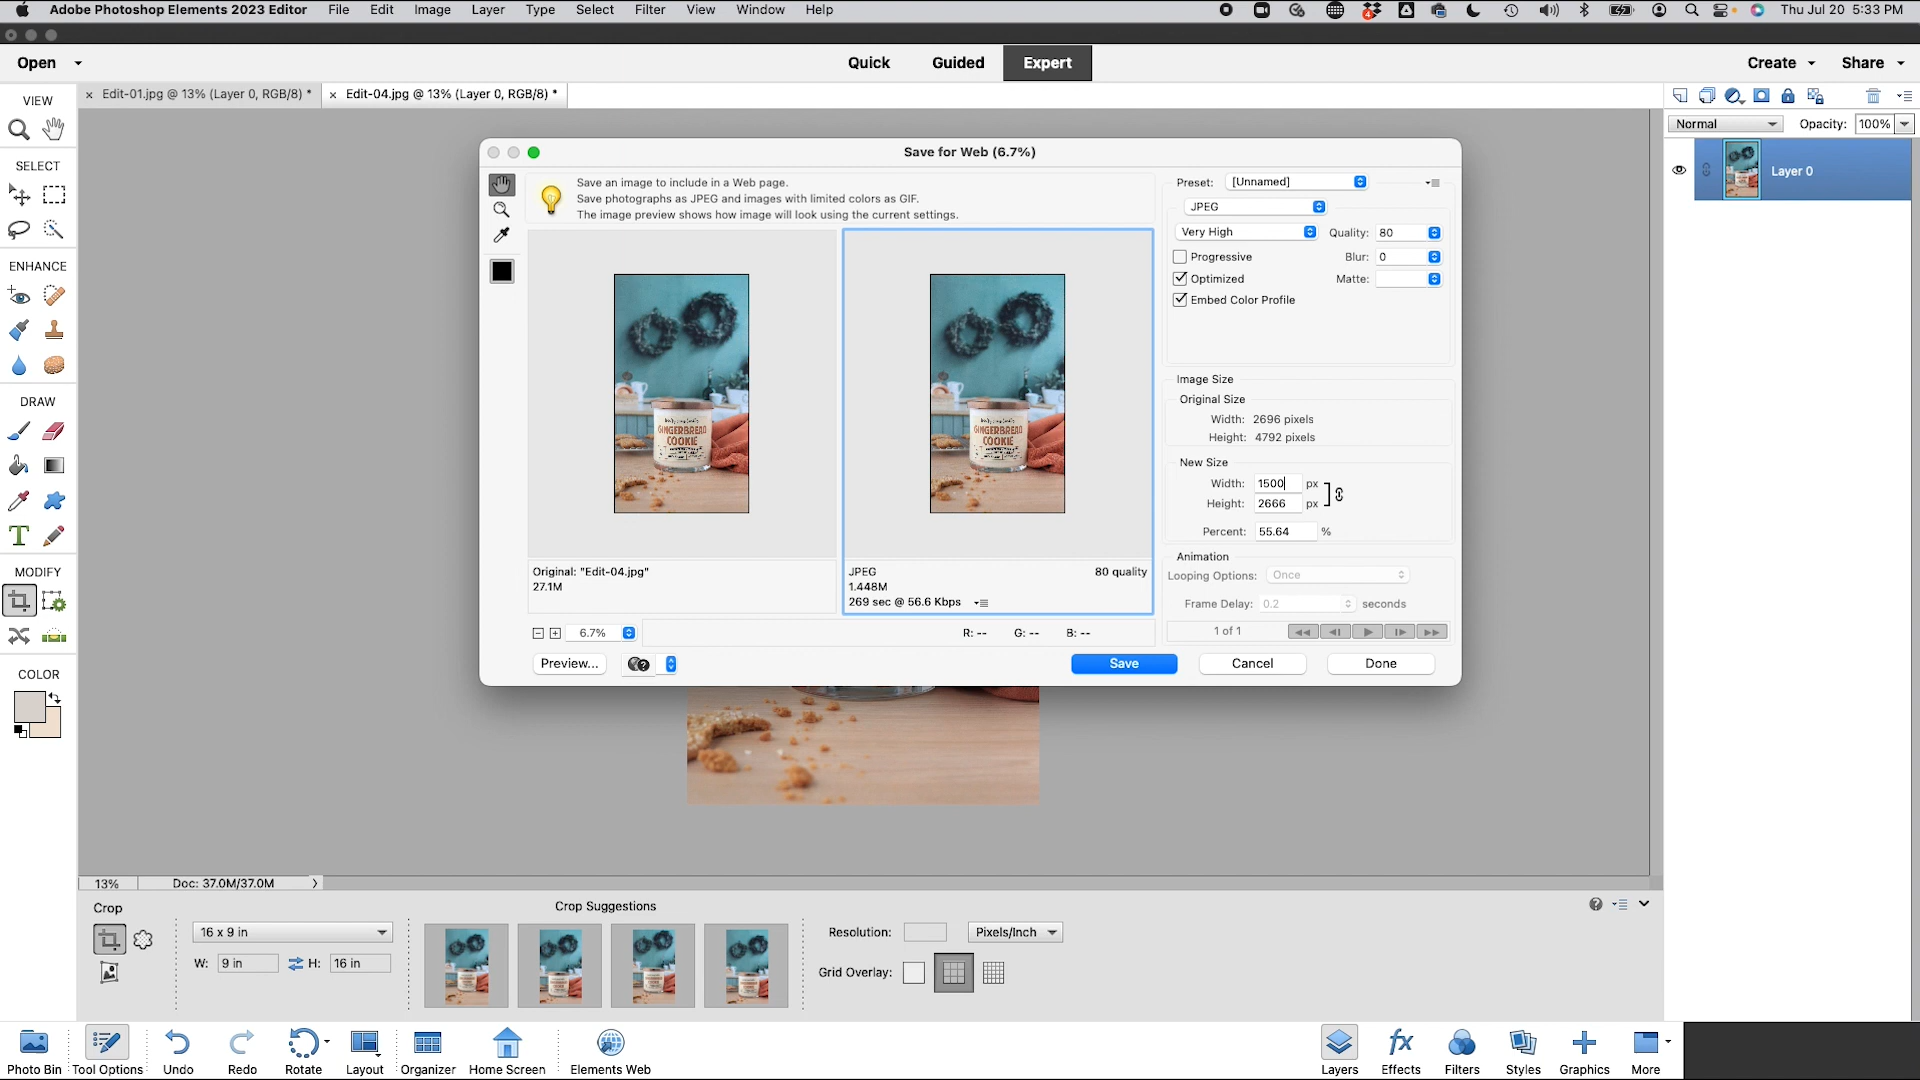 Adobe Photoshop Elements 2023 Editor File Edit Image Layer Type Select Filter View Window Help
4
Thu Jul 20 5:33 PM
Open
Quick Guided Expert
Create Share
VIEW
× Edit-01.jpg @ 13% (Layer 0, RGB/8) *
× Edit-04.jpg @ 13% (Layer 0, RGB/8) *
Normal Opacity: 100%
Layer 0
SELECT
ENHANCE
DRAW
MODIFY
COLOR
Save for Web (6.7%)
Save an image to include in a Web page.
Save photographs as JPEG and images with limited colors as GIF.
The image preview shows how image will look using the current settings.
Preset: [Unnamed]
JPEG
Very High Quality: 80
Progressive Blur: 0
Optimized Matte:
Embed Color Profile
Image Size
Original Size
Width: 2696 pixels
Height: 4792 pixels
New Size
Width: 1500 px
Height: 2666 px
Percent: 55.64 %
Animation
Looping Options: Once
Frame Delay: 0.2 seconds
1 of 1
GINGERBREAD
COOKIE
GINGERBREAD
COOKIE
Original: "Edit-04.jpg"
27.1M
JPEG 80 quality
1.448M
269 sec @ 56.6 Kbps
6.7% R: -- G: -- B: --
Preview... Save Cancel Done
13% Doc: 37.0M/37.0M
Crop
16 x 9 in
W: 9 in H: 16 in
Crop Suggestions
Resolution: Pixels/Inch
Grid Overlay:
Photo Bin Tool Options Undo Redo Rotate Layout Organizer Home Screen Elements Web
Layers Effects Filters Styles Graphics More